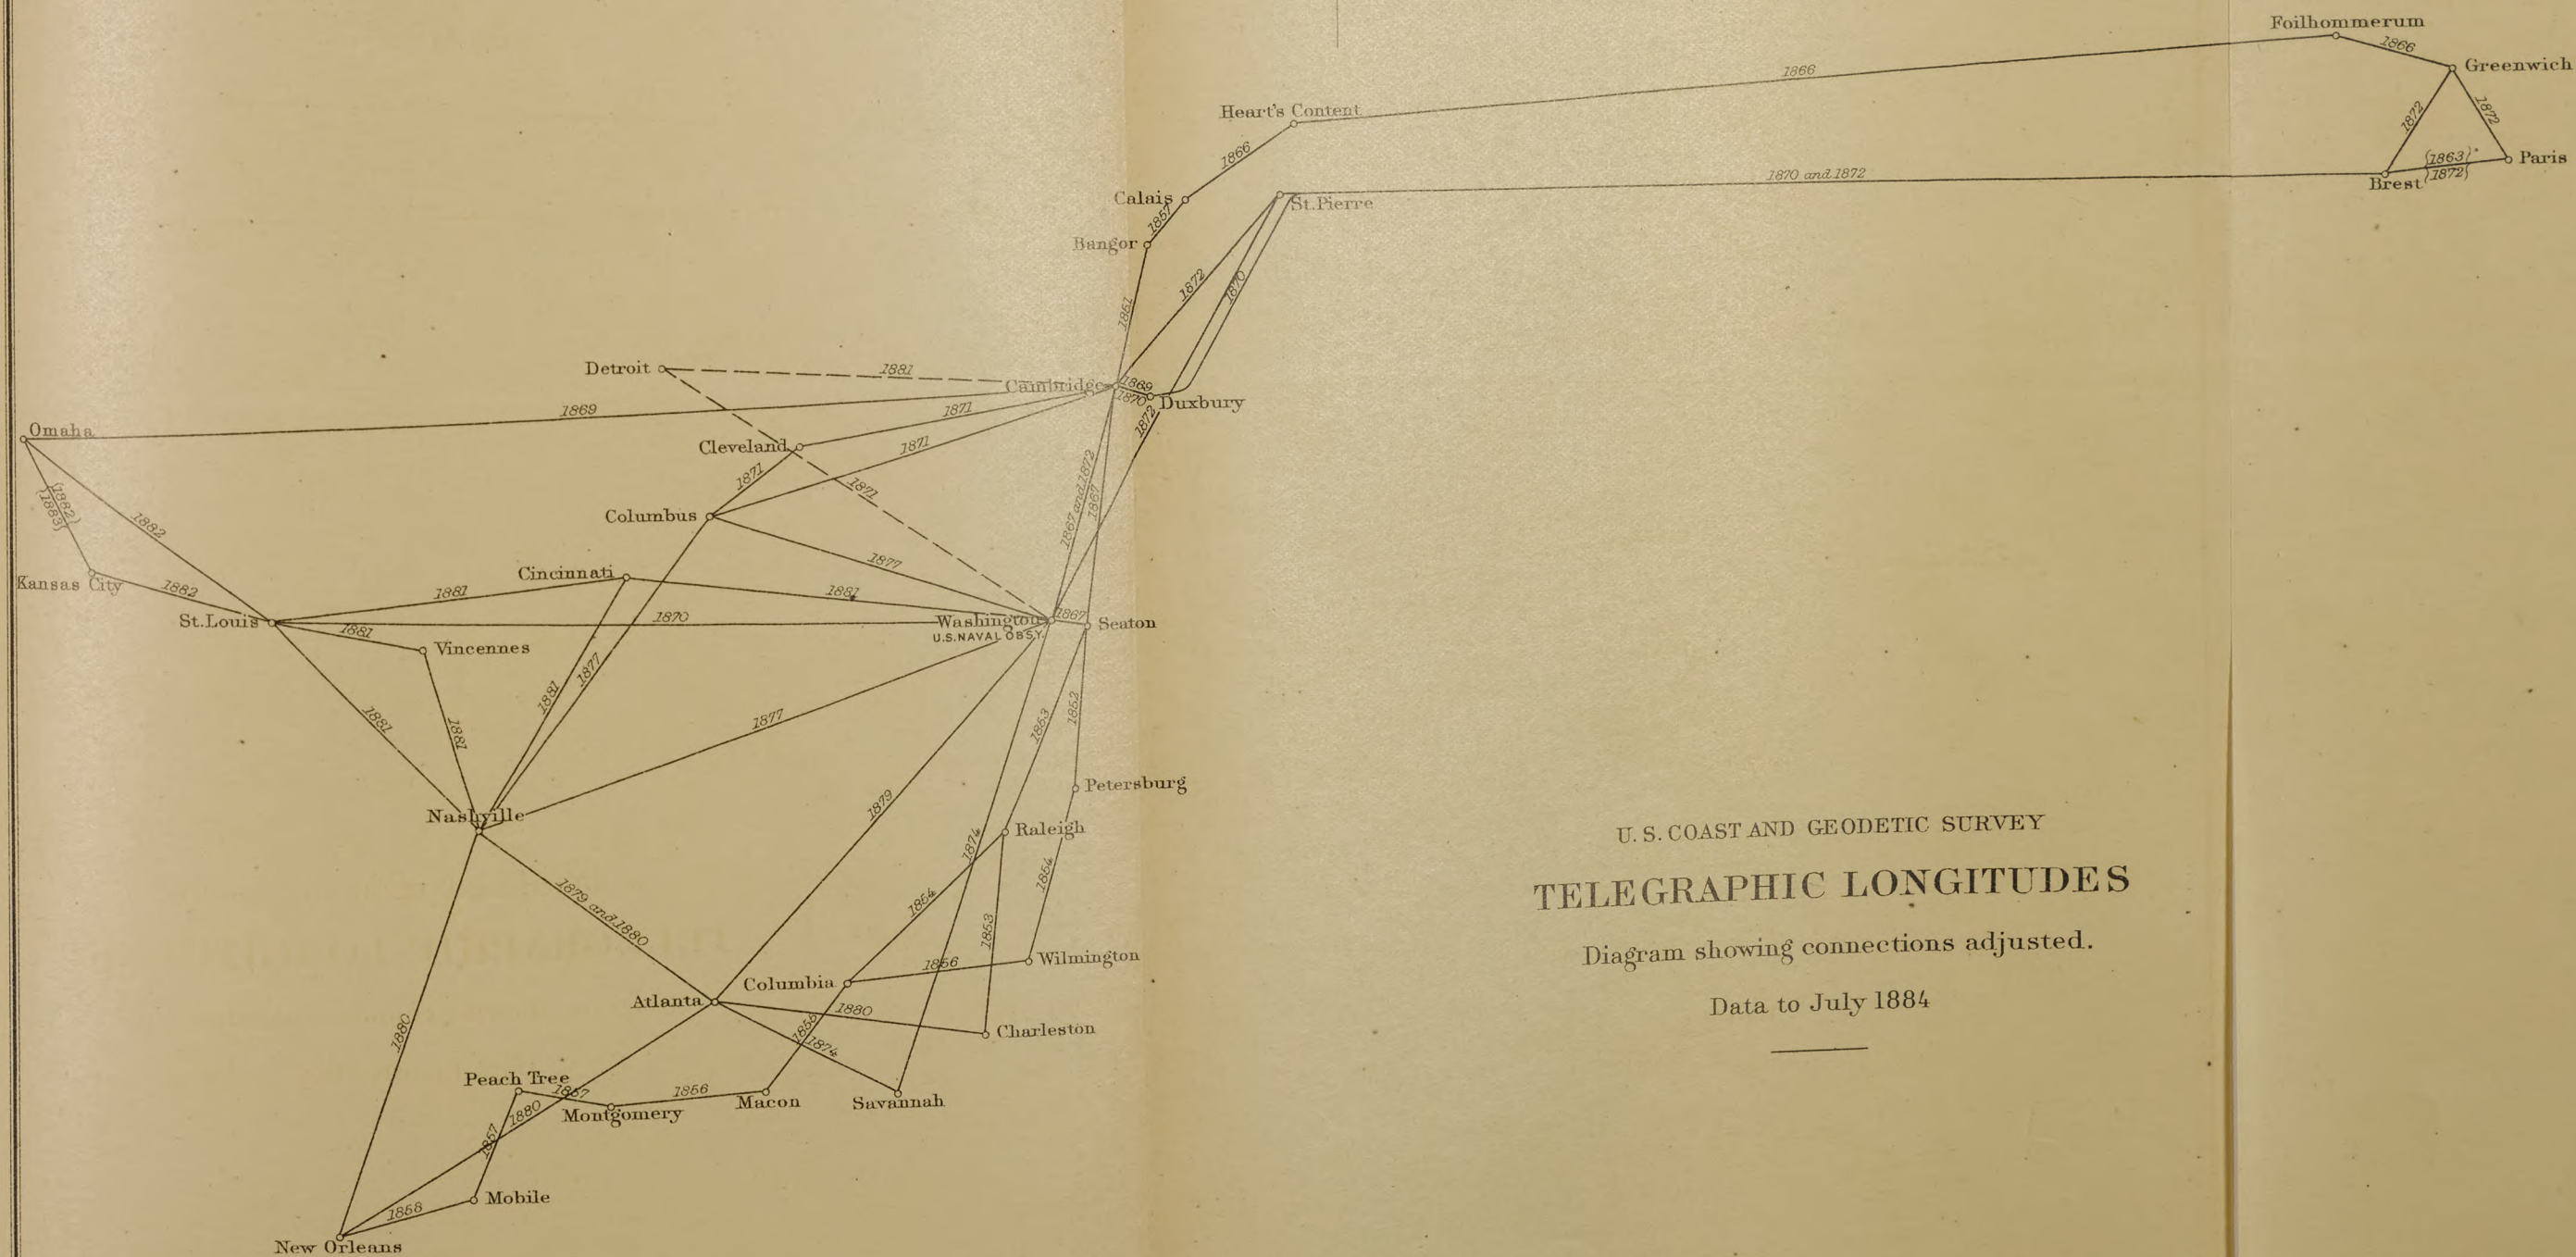 Foilhommerum
1866
Greenwich
1866
Heart's Content
1872
1872
1866
{1863}
Paris
1870 and 1872
{1872}
Brest
Calais
St. Pierre
1857
Bangor
1872
1870
1851
Detroit
1881
Cambridge
1869
1870
Duxbury
1869
1871
1872
Omaha
Cleveland
1871
1871
1871
1867 and 1872
1867
{1882}
{1883}
1882
Columbus
1877
Cincinnati
Kansas City
1882
1881
1881
St. Louis
1870
Washington
U.S. NAVAL OBSY.
1867
Seaton
1881
Vincennes
1881
1877
1881
1881
1877
1853
1852
Petersburg
Nashville
1879
Raleigh
1874
1854
1854
1853
1879 and 1880
Wilmington
1856
Columbia
Atlanta
1880
1856
1874
Charleston
1880
Peach Tree
1857
1856
Montgomery
Macon
Savannah
1880
1857
Mobile
1858
New Orleans
U. S. COAST AND GEODETIC SURVEY
TELEGRAPHIC LONGITUDES
Diagram showing connections adjusted.
Data to July 1884